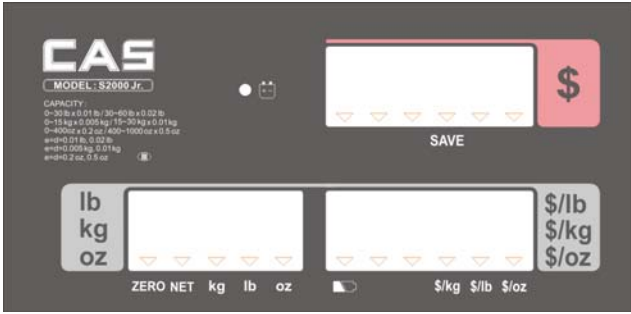 CAS
MODEL : S2000 Jr.
CAPACITY :
0~30 lb x 0.01 lb / 30~60 lb x 0.02 lb
0~15 kg x 0.005 kg / 15~30 kg x 0.01 kg
0~400oz x 0.2 oz / 400~1000 oz x 0.5 oz
e=d=0.01 lb, 0.02 lb
e=d=0.005 kg, 0.01 kg
e=d=0.2 oz, 0.5 oz
$
SAVE
lb
kg
oz
$/lb
$/kg
$/oz
ZERO NET kg lb oz $/kg $/lb $/oz